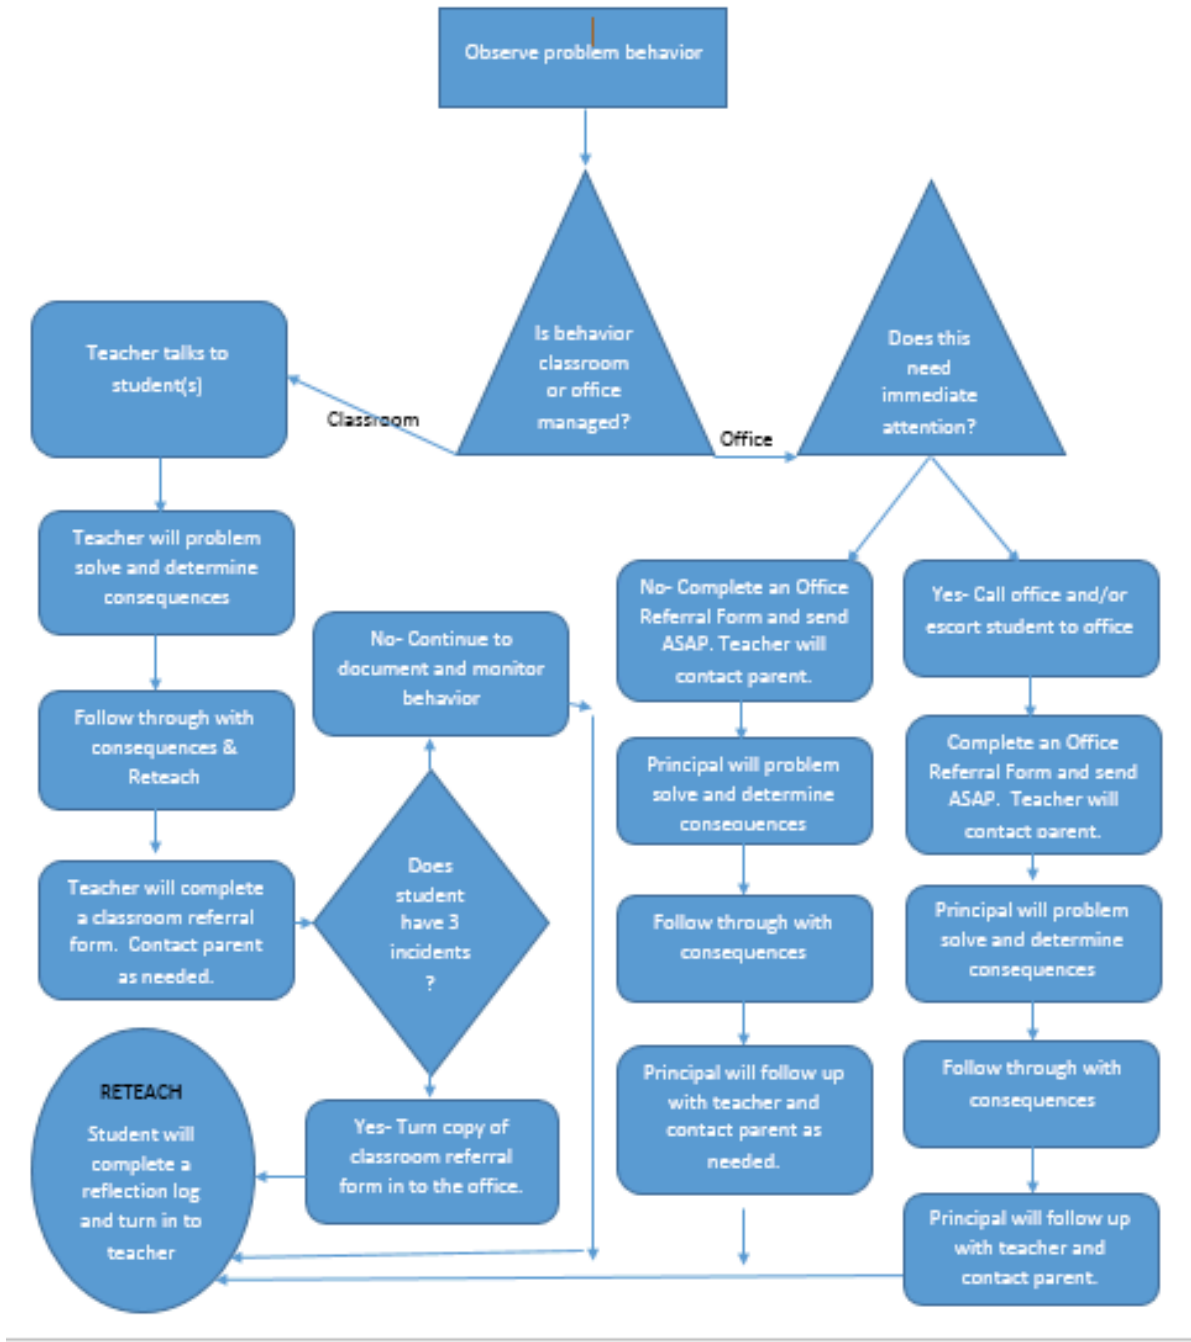 Observe problem behavior
Is behavior
classroom
or office
managed?
Does this
need
immediate
attention?
Classroom
Office
Teacher talks to
student(s)
Teacher will problem
solve and determine
consequences
Follow through with
consequences &
Reteach
Teacher will complete
a classroom referral
form.  Contact parent
as needed.
Does
student
have 3
incidents
?
No- Continue to
document and monitor
behavior
Yes- Turn copy of
classroom referral
form in to the office.
No- Complete an Office
Referral Form and send
ASAP. Teacher will
contact parent.
Principal will problem
solve and determine
consequences
Follow through with
consequences
Principal will follow up
with teacher and
contact parent as
needed.
Yes- Call office and/or
escort student to office
Complete an Office
Referral Form and send
ASAP.  Teacher will
contact parent.
Principal will problem
solve and determine
consequences
Follow through with
consequences
Principal will follow up
with teacher and
contact parent.
RETEACH
Student will
complete a
reflection log
and turn in to
teacher